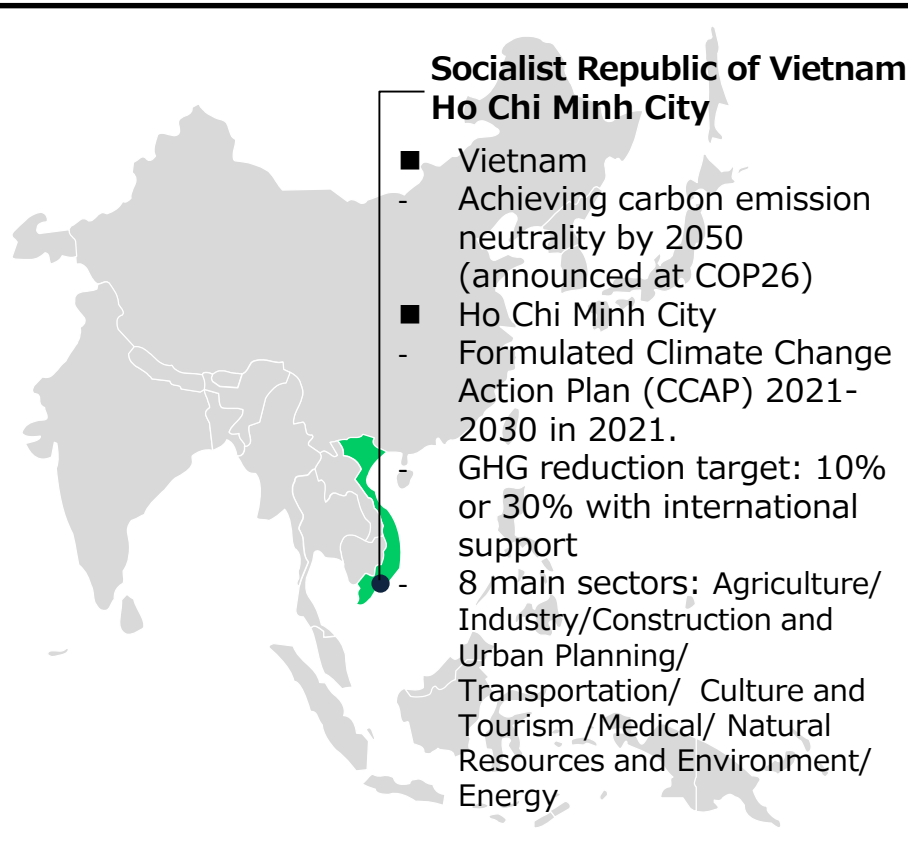 Socialist Republic of Vietnam
Ho Chi Minh City
■ Vietnam
- Achieving carbon emission
neutrality by 2050
(announced at COP26)
■ Ho Chi Minh City
- Formulated Climate Change
Action Plan (CCAP) 2021-
2030 in 2021.
- GHG reduction target: 10%
or 30% with international
support
- 8 main sectors: Agriculture/
Industry/Construction and
Urban Planning/
Transportation/ Culture and
Tourism /Medical/ Natural
Resources and Environment/
Energy